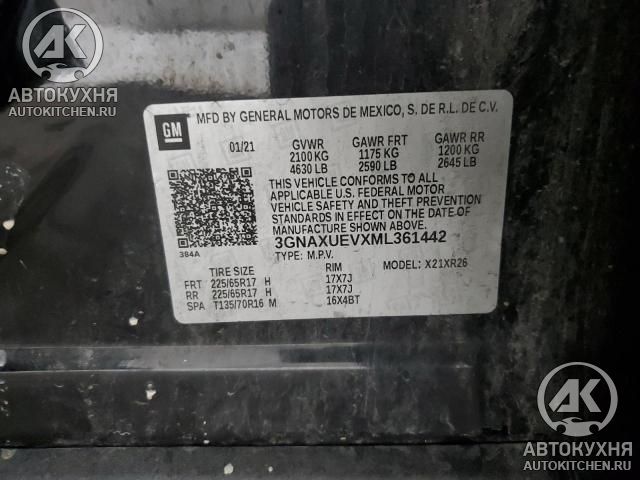 AK
АВТОКУХНЯ
AUTOKITCHEN.RU
GM
MFD BY GENERAL MOTORS DE MEXICO, S. DE R.L. DE C.V.
01/21 GVWR GAWR FRT GAWR RR
2100 KG 1175 KG 1200 KG
4630 LB 2590 LB 2645 LB
THIS VEHICLE CONFORMS TO ALL
APPLICABLE U.S. FEDERAL MOTOR
VEHICLE SAFETY AND THEFT PREVENTION
STANDARDS IN EFFECT ON THE DATE
OF MANUFACTURE SHOWN ABOVE.
384A 3GNAXUEVXML361442
TYPE: M.P.V. MODEL: X21XR26
TIRE SIZE RIM
FRT 225/65R17 H 17X7J
RR 225/65R17 H 17X7J
SPA T135/70R16 M 16X4BT
AK
АВТОКУХНЯ
AUTOKITCHEN.RU